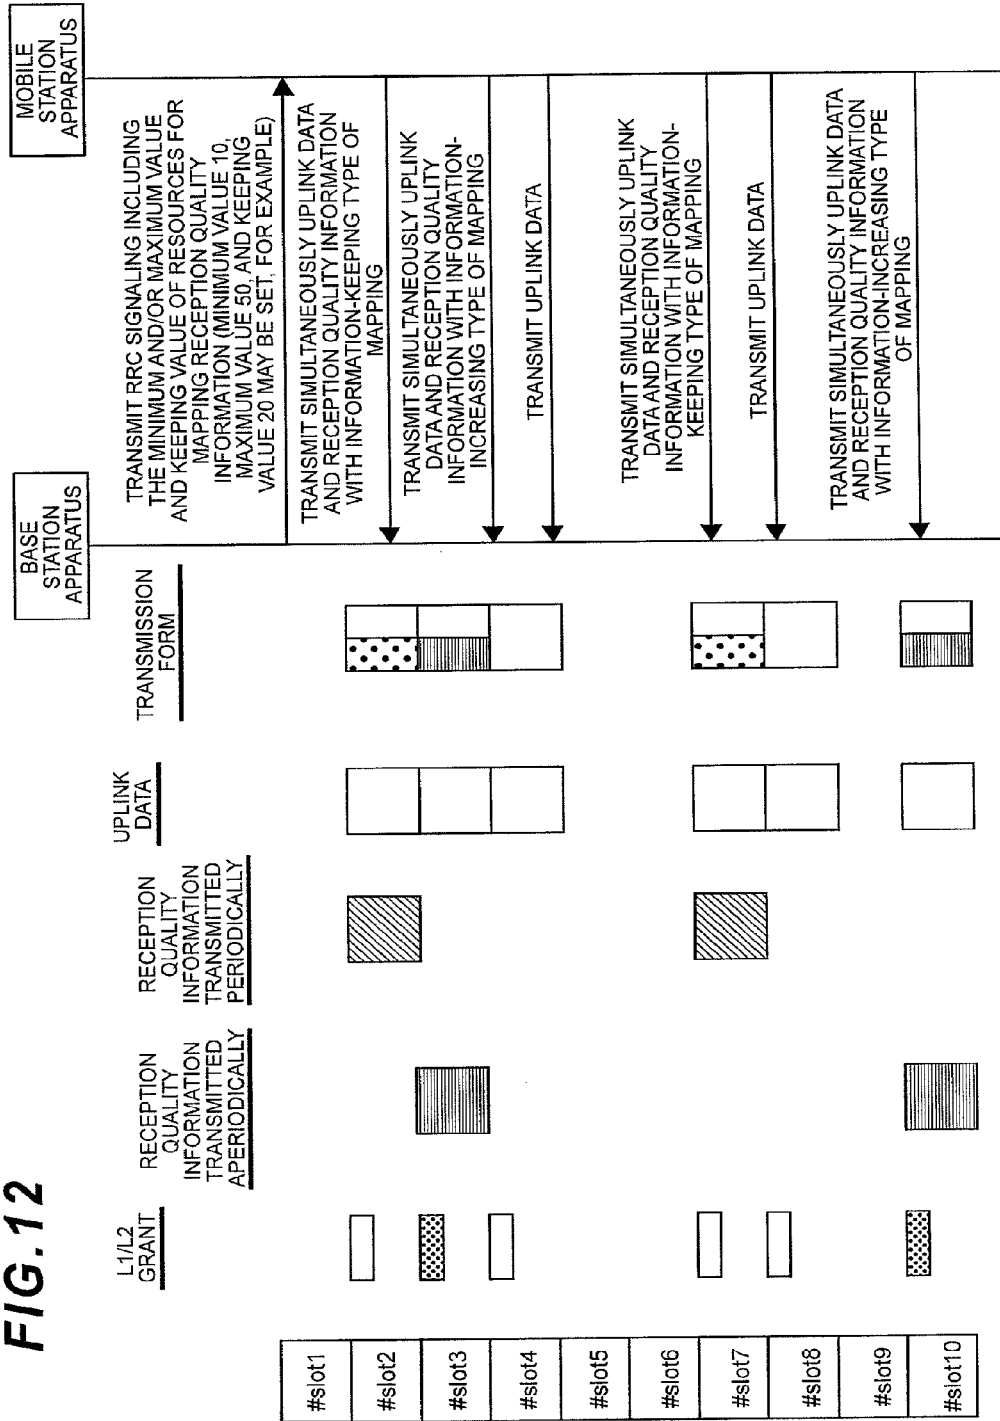 FIG.12
BASE
STATION
APPARATUS
MOBILE
STATION
APPARATUS
L1/L2
GRANT
RECEPTION
QUALITY
INFORMATION
TRANSMITTED
APERIODICALLY
RECEPTION
QUALITY
INFORMATION
TRANSMITTED
PERIODICALLY
UPLINK
DATA
TRANSMISSION
FORM
TRANSMIT RRC SIGNALING INCLUDING
THE MINIMUM AND/OR MAXIMUM VALUE
AND KEEPING VALUE OF RESOURCES FOR
MAPPING RECEPTION QUALITY
INFORMATION (MINIMUM VALUE 10,
MAXIMUM VALUE 50, AND KEEPING
VALUE 20 MAY BE SET, FOR EXAMPLE)
TRANSMIT SIMULTANEOUSLY UPLINK DATA
AND RECEPTION QUALITY INFORMATION
WITH INFORMATION-KEEPING TYPE OF
MAPPING
TRANSMIT SIMULTANEOUSLY UPLINK
DATA AND RECEPTION QUALITY
INFORMATION WITH INFORMATION-
INCREASING TYPE OF MAPPING
TRANSMIT UPLINK DATA
TRANSMIT SIMULTANEOUSLY UPLINK
DATA AND RECEPTION QUALITY
INFORMATION WITH INFORMATION-
KEEPING TYPE OF MAPPING
TRANSMIT UPLINK DATA
TRANSMIT SIMULTANEOUSLY UPLINK DATA
AND RECEPTION QUALITY INFORMATION
WITH INFORMATION-INCREASING TYPE
OF MAPPING
#slot1
#slot2
#slot3
#slot4
#slot5
#slot6
#slot7
#slot8
#slot9
#slot10